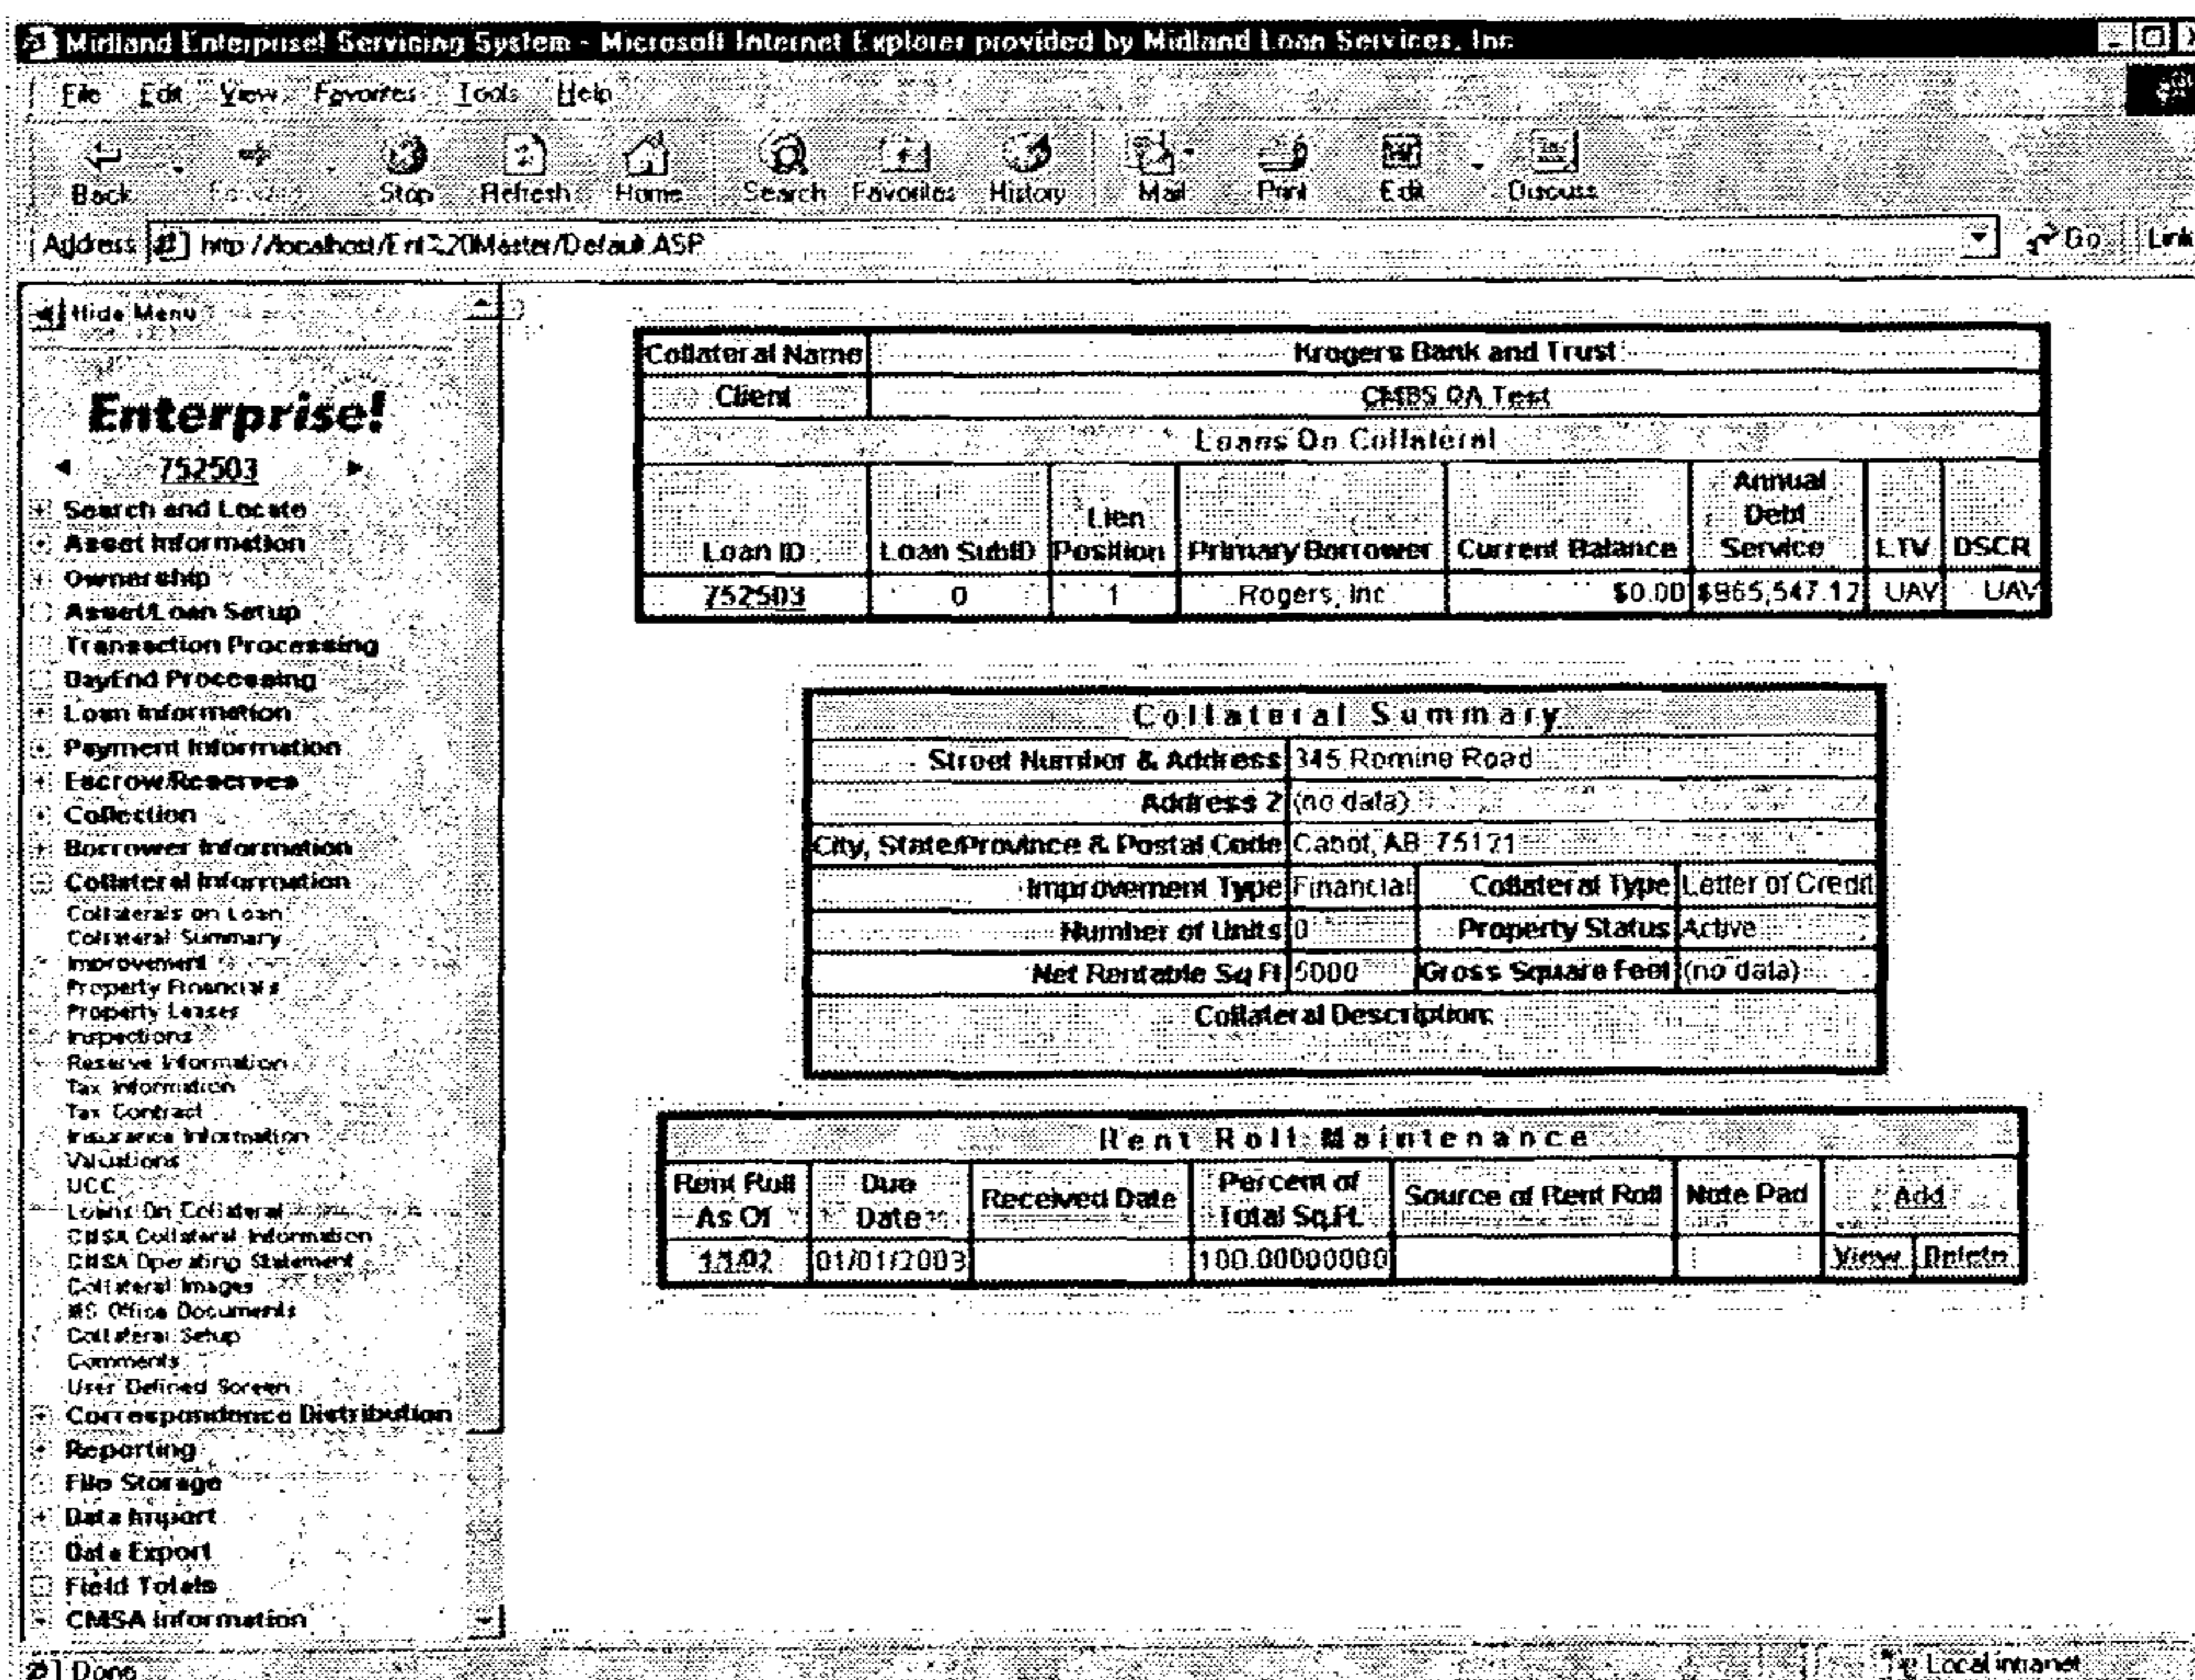 Midland Enterprise! Servicing System - Microsoft Internet Explorer provided by Midland Loan Services, Inc
File Edit View Favorites Tools Help
Back Forward Stop Refresh Home Search Favorites History Mail Print Edit Discuss
Address http://localhost/Ent%20Master/Default.ASP Go Link
Hide Menu
Enterprise!
752503
Search and Locate
Asset Information
Ownership
Asset/Loan Setup
Transaction Processing
DayEnd Processing
Loan Information
Payment Information
Escrow/Reserves
Collection
Borrower Information
Collateral Information
Collaterals on Loan
Collateral Summary
Improvement
Property Financials
Property Leases
Inspections
Reserve Information
Tax Information
Tax Contract
Insurance Information
Valuations
UCC
Loans On Collateral
CMSA Collateral Information
CMSA Operating Statement
Collateral Images
MS Office Documents
Collateral Setup
Comments
User Defined Screen
Correspondence Distribution
Reporting
File Storage
Data Import
Data Export
Field Totals
CMSA Information
Collateral Name Krogers Bank and Trust
Client CMBS QA Test
Loans On Collateral
Loan ID Loan SubID Lien Position Primary Borrower Current Balance Annual Debt Service LTV DSCR
752503 0 1 Rogers, Inc $0.00 UAV UAV
Collateral Summary
Street Number & Address 345 Romine Road
Address 2 (no data)
City, State/Province & Postal Code Cabot, AB 75121
Improvement Type Financial Collateral Type Letter of Credit
Number of Units 0 Property Status Active
Net Rentable Sq Ft 5000 Gross Square Feet (no data)
Collateral Description:
Rent Roll Maintenance
Rent Roll As Of Due Date Received Date Percent of Total Sq.Ft. Source of Rent Roll Note Pad Add
1/1/02 01/01/2003 100.00000000 View Delete
Done Local intranet